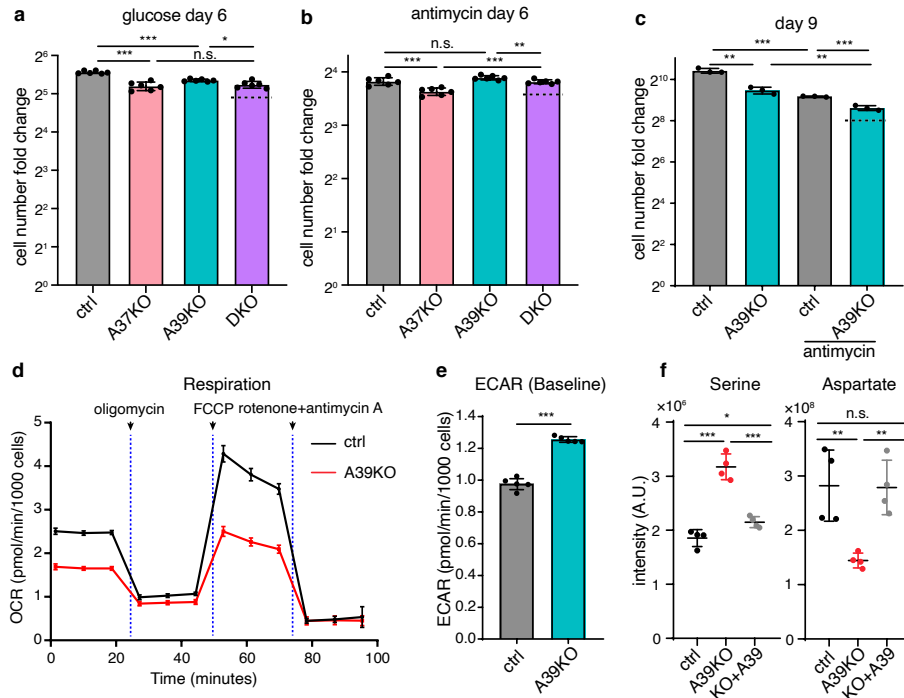 a
glucose day 6
***
*
***
n.s.
cell number fold change
2⁶
2⁵
2³
2²
2¹
2⁰
ctrl
A37KO
A39KO
DKO
b
antimycin day 6
n.s.
**
***
***
cell number fold change
2⁴
2³
2²
2¹
2⁰
ctrl
A37KO
A39KO
DKO
c
day 9
***
***
**
**
cell number fold change
2¹⁰
2⁸
2⁶
2⁴
2²
2⁰
ctrl
A39KO
ctrl
A39KO
antimycin
d
Respiration
oligomycin
FCCP
rotenone+antimycin A
ctrl
A39KO
OCR (pmol/min/1000 cells)
5
4
3
2
1
0
0
20
40
60
80
100
Time (minutes)
e
ECAR (Baseline)
***
ECAR (pmol/min/1000 cells)
1.4
1.2
1.0
0.8
0.6
0.4
0.2
0.0
ctrl
A39KO
f
Serine
×10⁶
*
***
***
intensity (A.U.)
4
3
2
1
0
ctrl
A39KO
KO+A39
Aspartate
×10⁸
n.s.
**
**
4
3
2
1
0
ctrl
A39KO
KO+A39